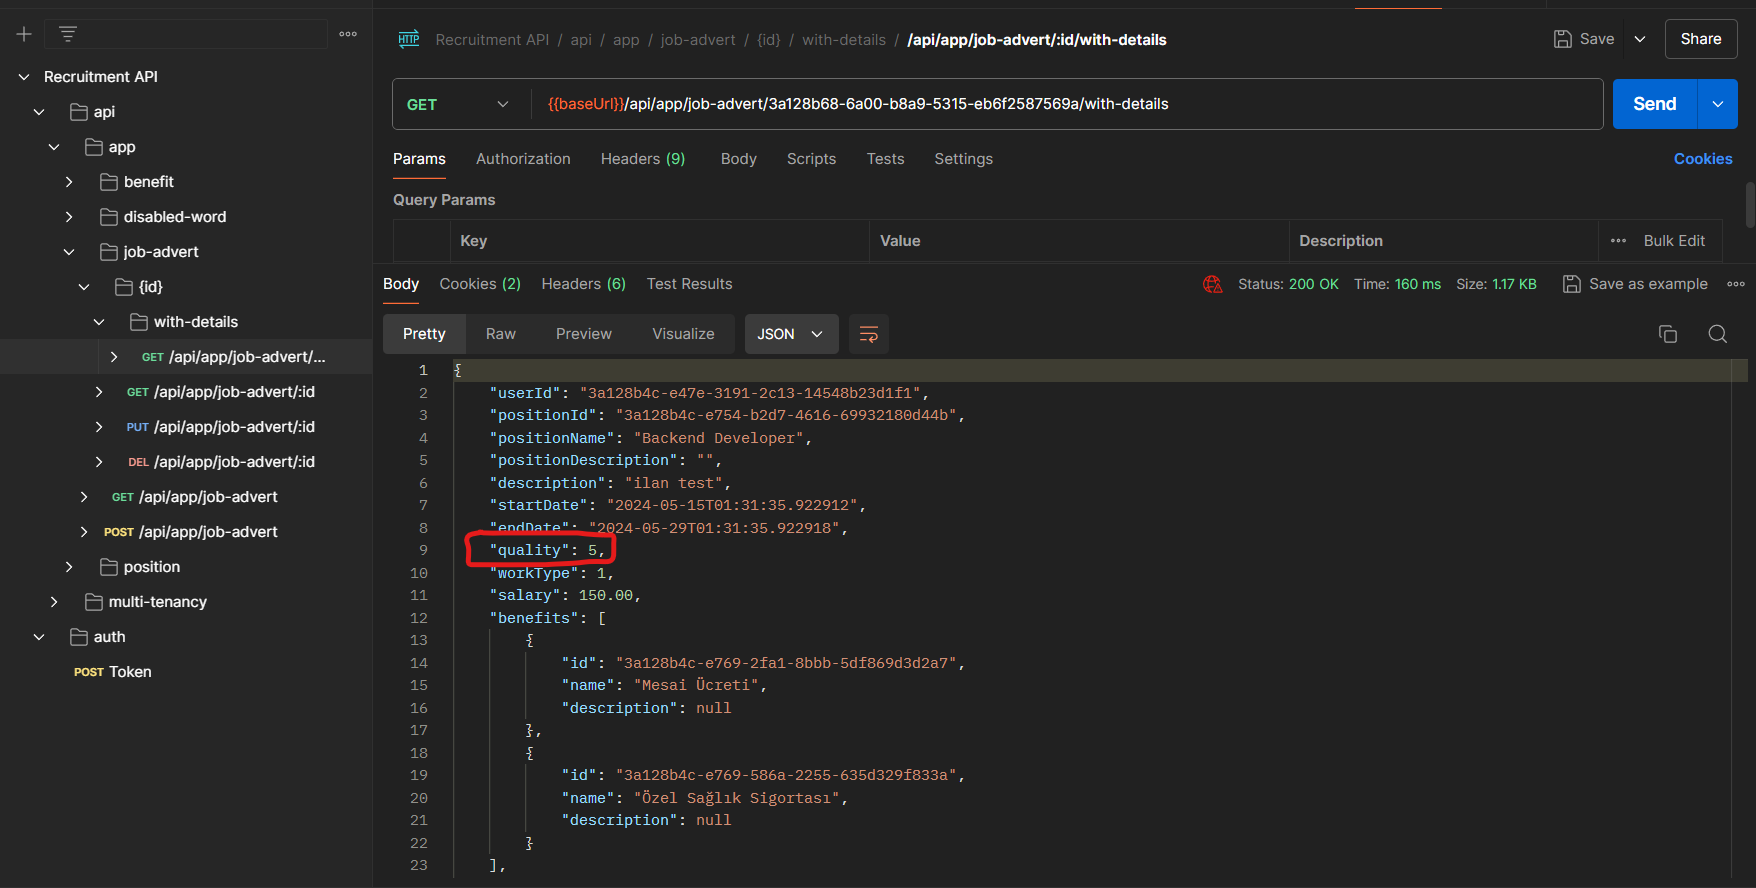 Recruitment API
api
app
benefit
disabled-word
job-advert
{id}
with-details
GET /api/app/job-advert/...
GET /api/app/job-advert/:id
PUT /api/app/job-advert/:id
DEL /api/app/job-advert/:id
GET /api/app/job-advert
POST /api/app/job-advert
position
multi-tenancy
auth
POST Token
HTTP Recruitment API / api / app / job-advert / {id} / with-details / /api/app/job-advert/:id/with-details
Save
Share
GET {{baseUrl}}/api/app/job-advert/3a128b68-6a00-b8a9-5315-eb6f2587569a/with-details
Send
Params Authorization Headers (9) Body Scripts Tests Settings Cookies
Query Params
Key Value Description Bulk Edit
Body Cookies (2) Headers (6) Test Results Status: 200 OK Time: 160 ms Size: 1.17 KB Save as example
Pretty Raw Preview Visualize JSON
1 {
2 "userId": "3a128b4c-e47e-3191-2c13-14548b23d1f1",
3 "positionId": "3a128b4c-e754-b2d7-4616-69932180d44b",
4 "positionName": "Backend Developer",
5 "positionDescription": "",
6 "description": "ilan test",
7 "startDate": "2024-05-15T01:31:35.922912",
8 "endDate": "2024-05-29T01:31:35.922918",
9 "quality": 5,
10 "workType": 1,
11 "salary": 150.00,
12 "benefits": [
13 {
14 "id": "3a128b4c-e769-2fa1-8bbb-5df869d3d2a7",
15 "name": "Mesai Ücreti",
16 "description": null
17 },
18 {
19 "id": "3a128b4c-e769-586a-2255-635d329f833a",
20 "name": "Özel Sağlık Sigortası",
21 "description": null
22 }
23 ],